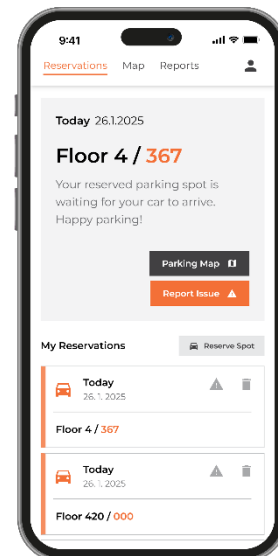 9:41
Reservations Map Reports
Today 26.1.2025
Floor 4 / 367
Your reserved parking spot is
waiting for your car to arrive.
Happy parking!
Parking Map
Report Issue
My Reservations
Reserve Spot
Today
26. 1. 2025
Floor 4 / 367
Today
26. 1. 2025
Floor 420 / 000